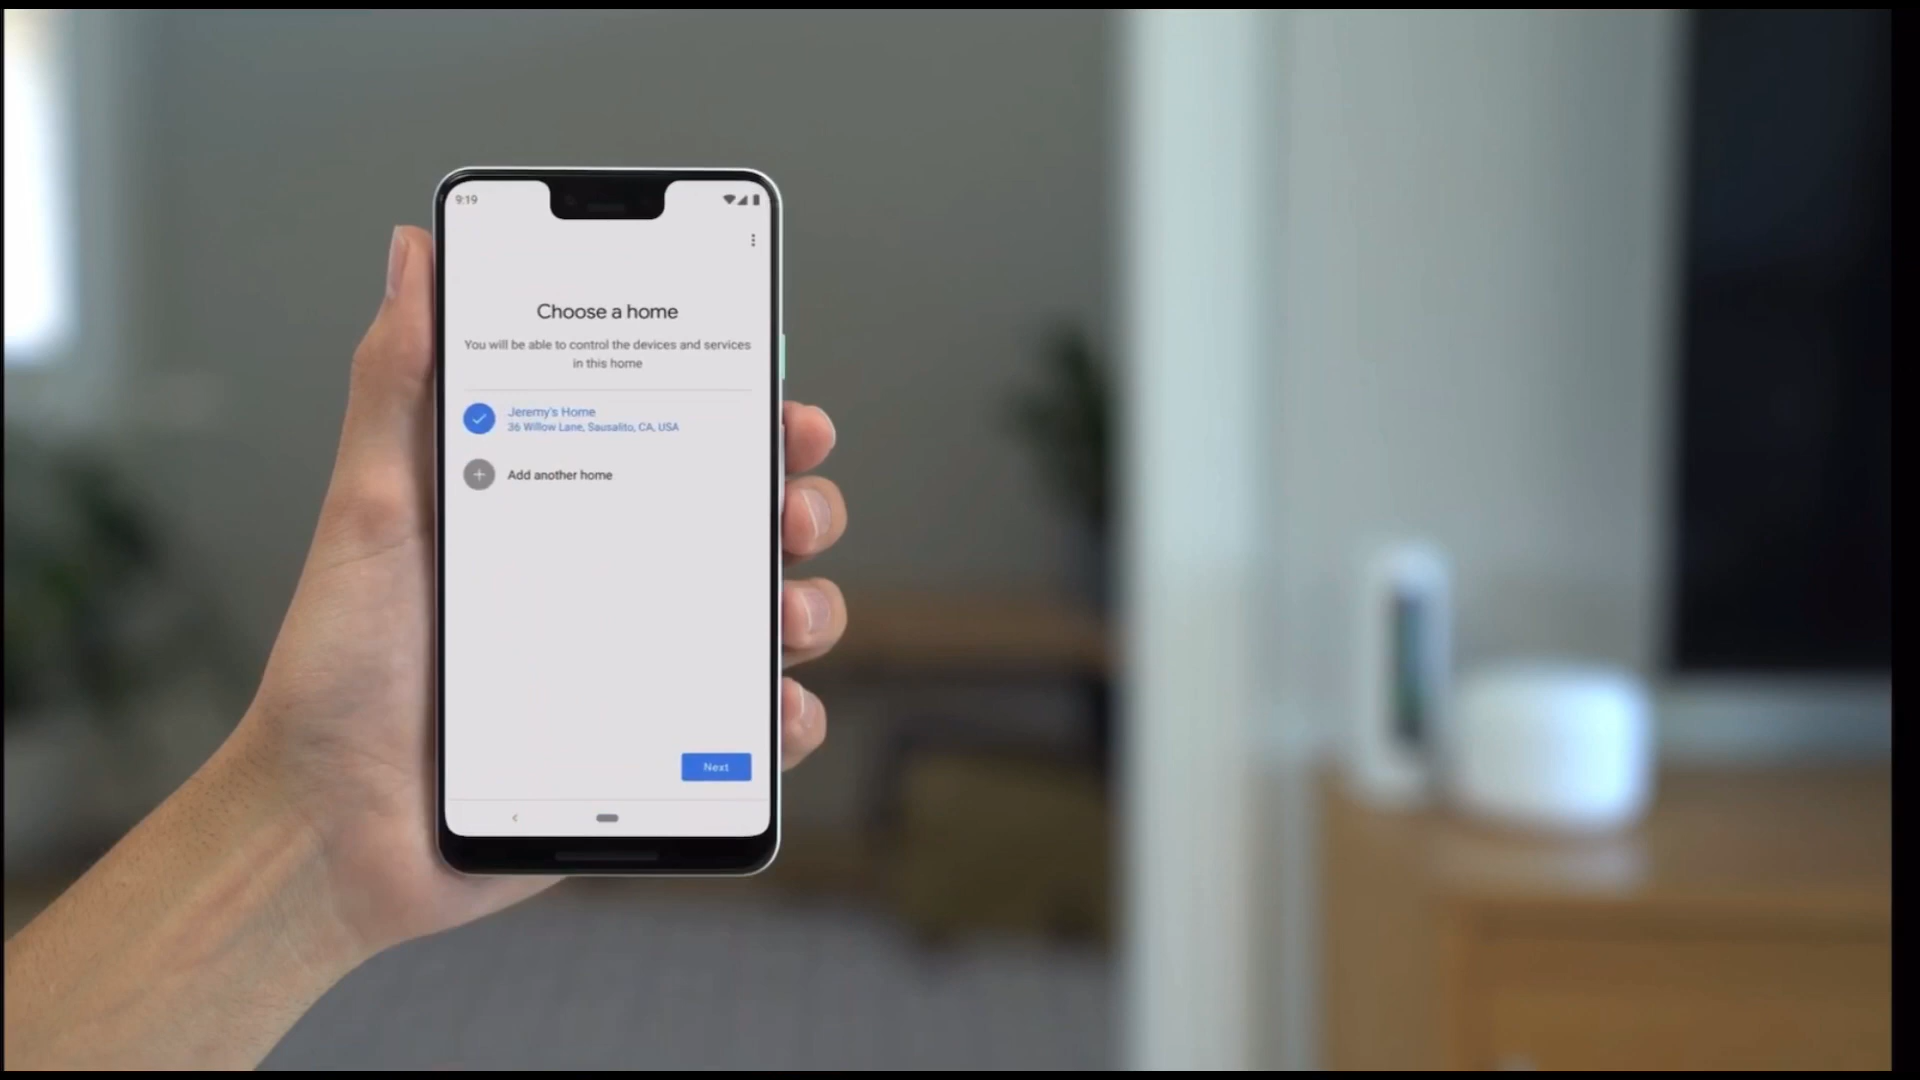 9:19
Choose a home
You will be able to control the devices and services
in this home
Jeremy's Home
36 Willow Lane, Sausalito, CA, USA
Add another home
Next